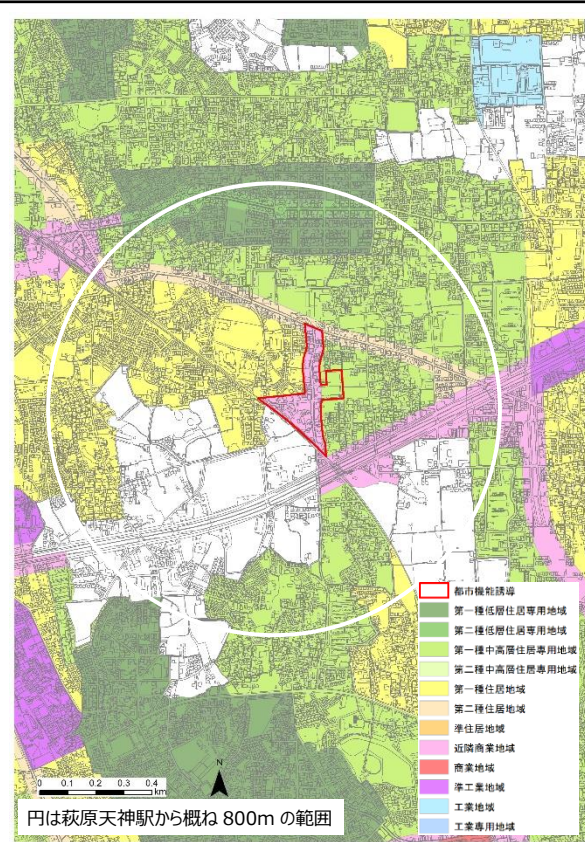 都市機能誘導
第一種低層住居専用地域
第二種低層住居専用地域
第一種中高層住居専用地域
第二種中高層住居専用地域
第一種住居地域
第二種住居地域
準住居地域
近隣商業地域
商業地域
準工業地域
工業地域
工業専用地域
N
0 0.1 0.2 0.3 0.4
km
円は萩原天神駅から概ね 800m の範囲